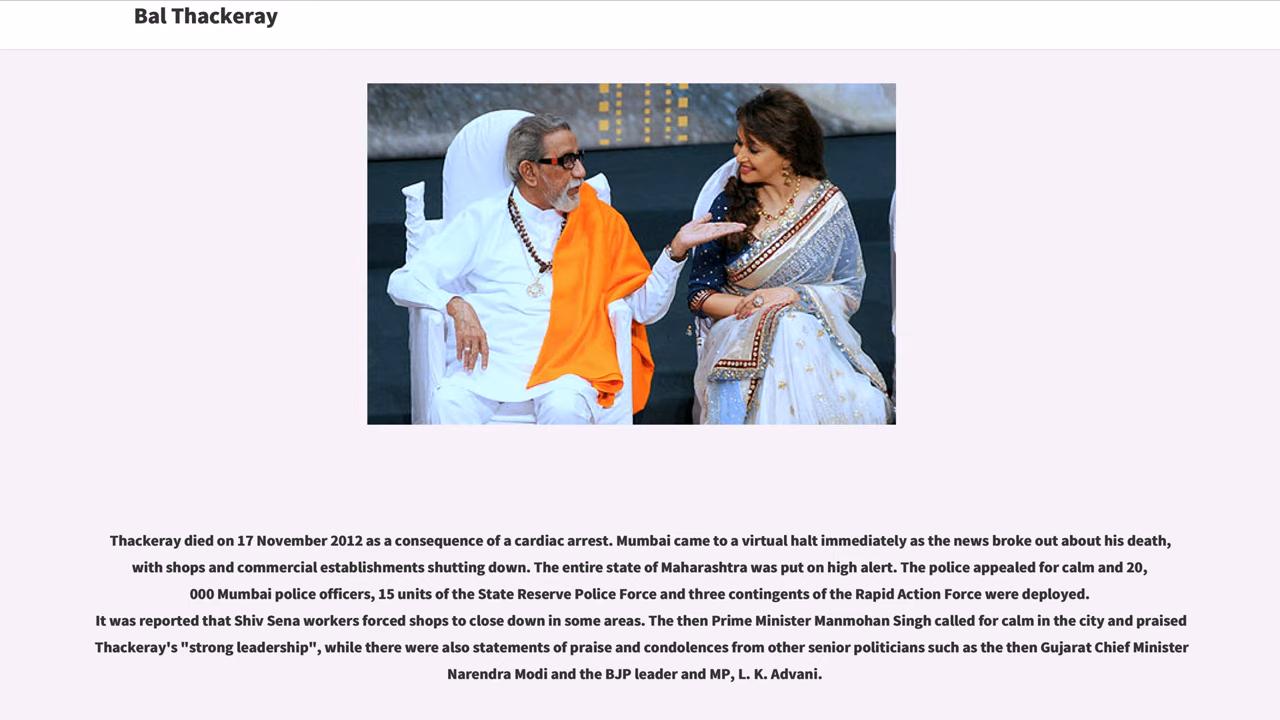 Bal Thackeray
Thackeray died on 17 November 2012 as a consequence of a cardiac arrest. Mumbai came to a virtual halt immediately as the news broke out about his death,
with shops and commercial establishments shutting down. The entire state of Maharashtra was put on high alert. The police appealed for calm and 20,
000 Mumbai police officers, 15 units of the State Reserve Police Force and three contingents of the Rapid Action Force were deployed.
It was reported that Shiv Sena workers forced shops to close down in some areas. The then Prime Minister Manmohan Singh called for calm in the city and praised
Thackeray's "strong leadership", while there were also statements of praise and condolences from other senior politicians such as the then Gujarat Chief Minister
Narendra Modi and the BJP leader and MP, L. K. Advani.